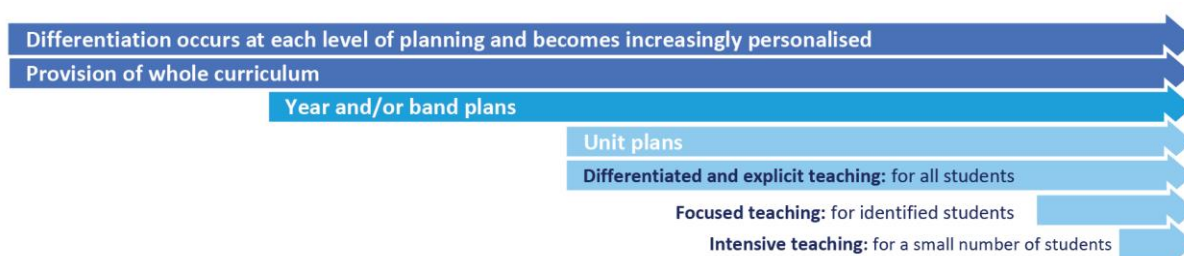 Differentiation occurs at each level of planning and becomes increasingly personalised
Provision of whole curriculum
Year and/or band plans
Unit plans
Differentiated and explicit teaching: for all students
Focused teaching: for identified students
Intensive teaching: for a small number of students